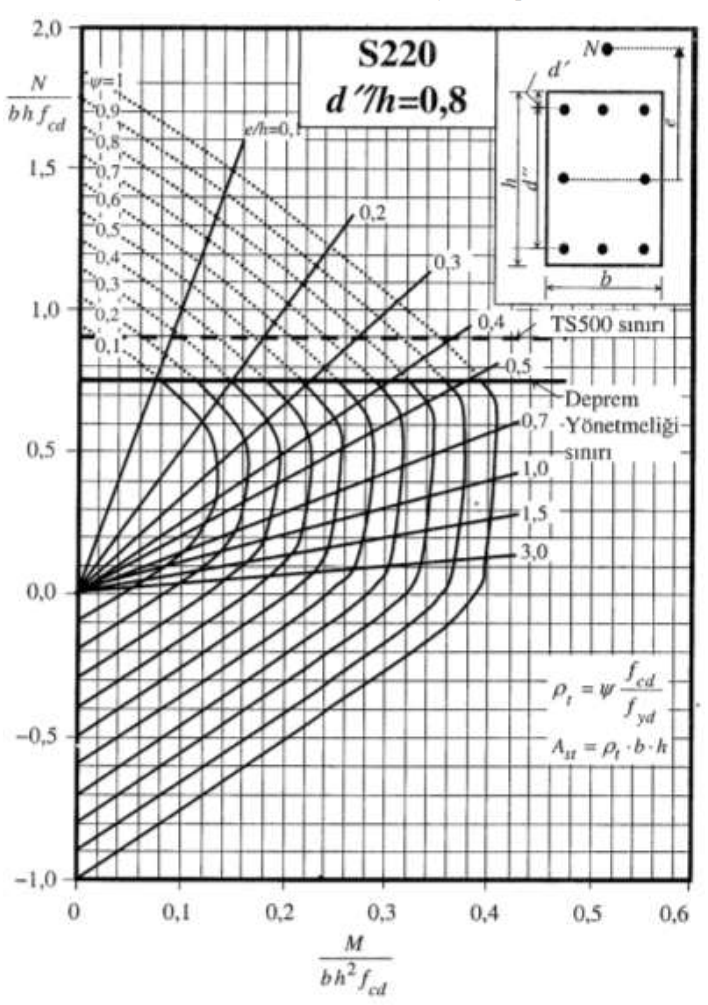 S220
d″/h=0,8
N
d′
e
h
d″
b
N
b h f_cd
2,0
1,5
1,0
0,5
0,0
−0,5
−1,0
ψ=1
0,9
0,8
0,7
0,6
0,5
0,4
0,3
0,2
0,1
e/h=0,1
0,2
0,3
0,4
0,5
0,7
1,0
1,5
3,0
TS500 sınırı
Deprem
Yönetmeliği
sınırı
ρ_t = ψ f_cd / f_yd
A_st = ρ_t · b · h
0
0,1
0,2
0,3
0,4
0,5
0,6
M
b h² f_cd